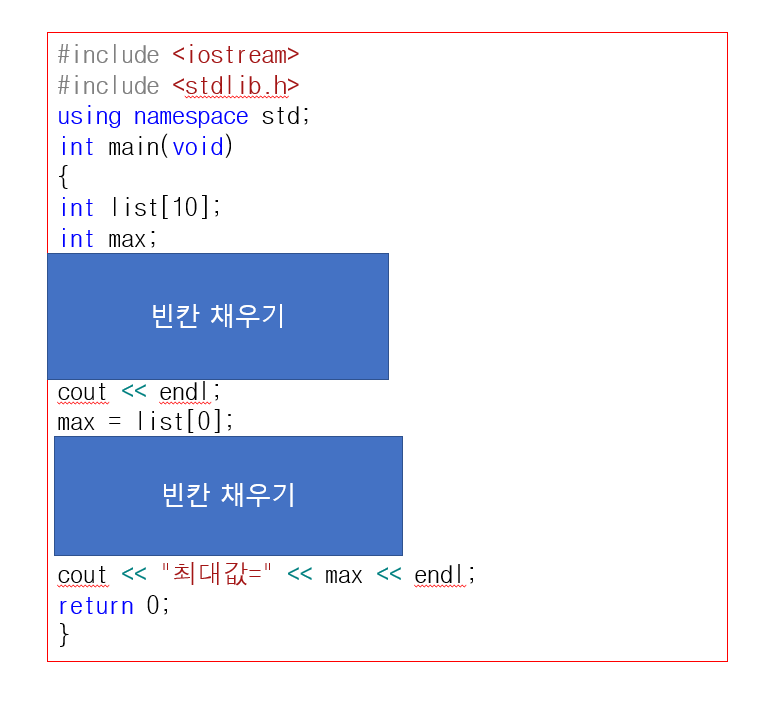 #include <iostream>
#include <stdlib.h>
using namespace std;
int main(void)
{
int list[10];
int max;
빈칸 채우기
cout << endl;
max = list[0];
빈칸 채우기
cout << "최대값=" << max << endl;
return 0;
}